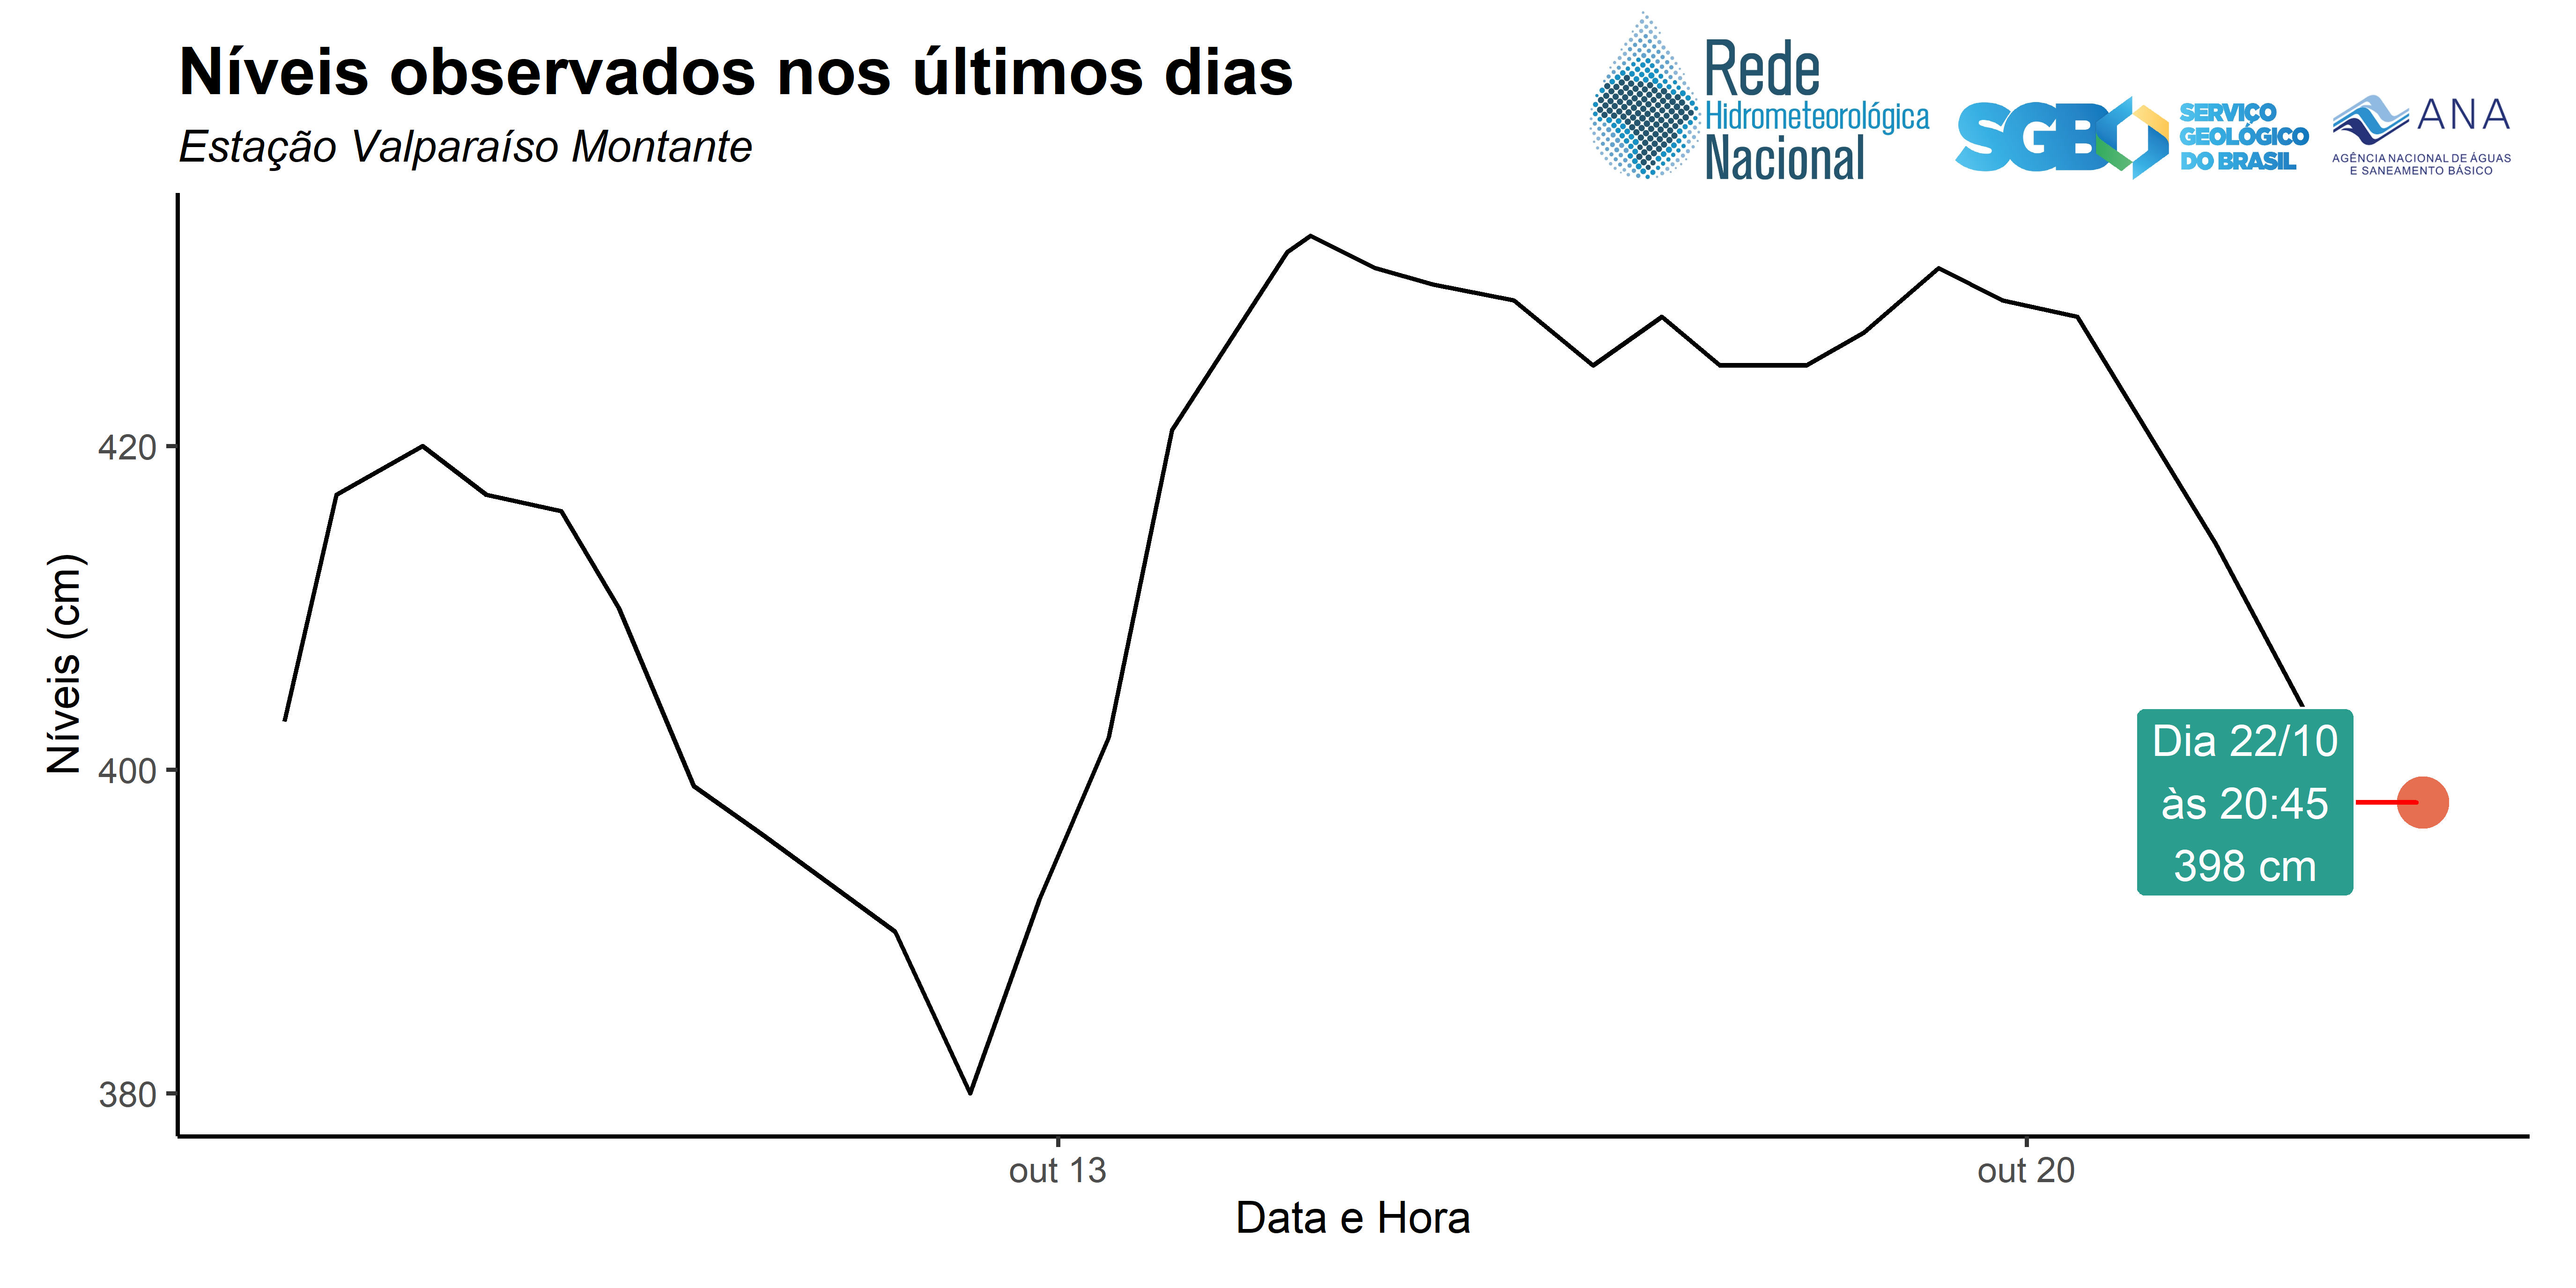 Níveis observados nos últimos dias
Estação Valparaíso Montante
Rede
Hidrometeorológica
Nacional
SGB
SERVIÇO
GEOLÓGICO
DO BRASIL
ANA
AGÊNCIA NACIONAL DE ÁGUAS
E SANEAMENTO BÁSICO
Níveis (cm)
420
400
380
Dia 22/10
às 20:45
398 cm
out 13
out 20
Data e Hora